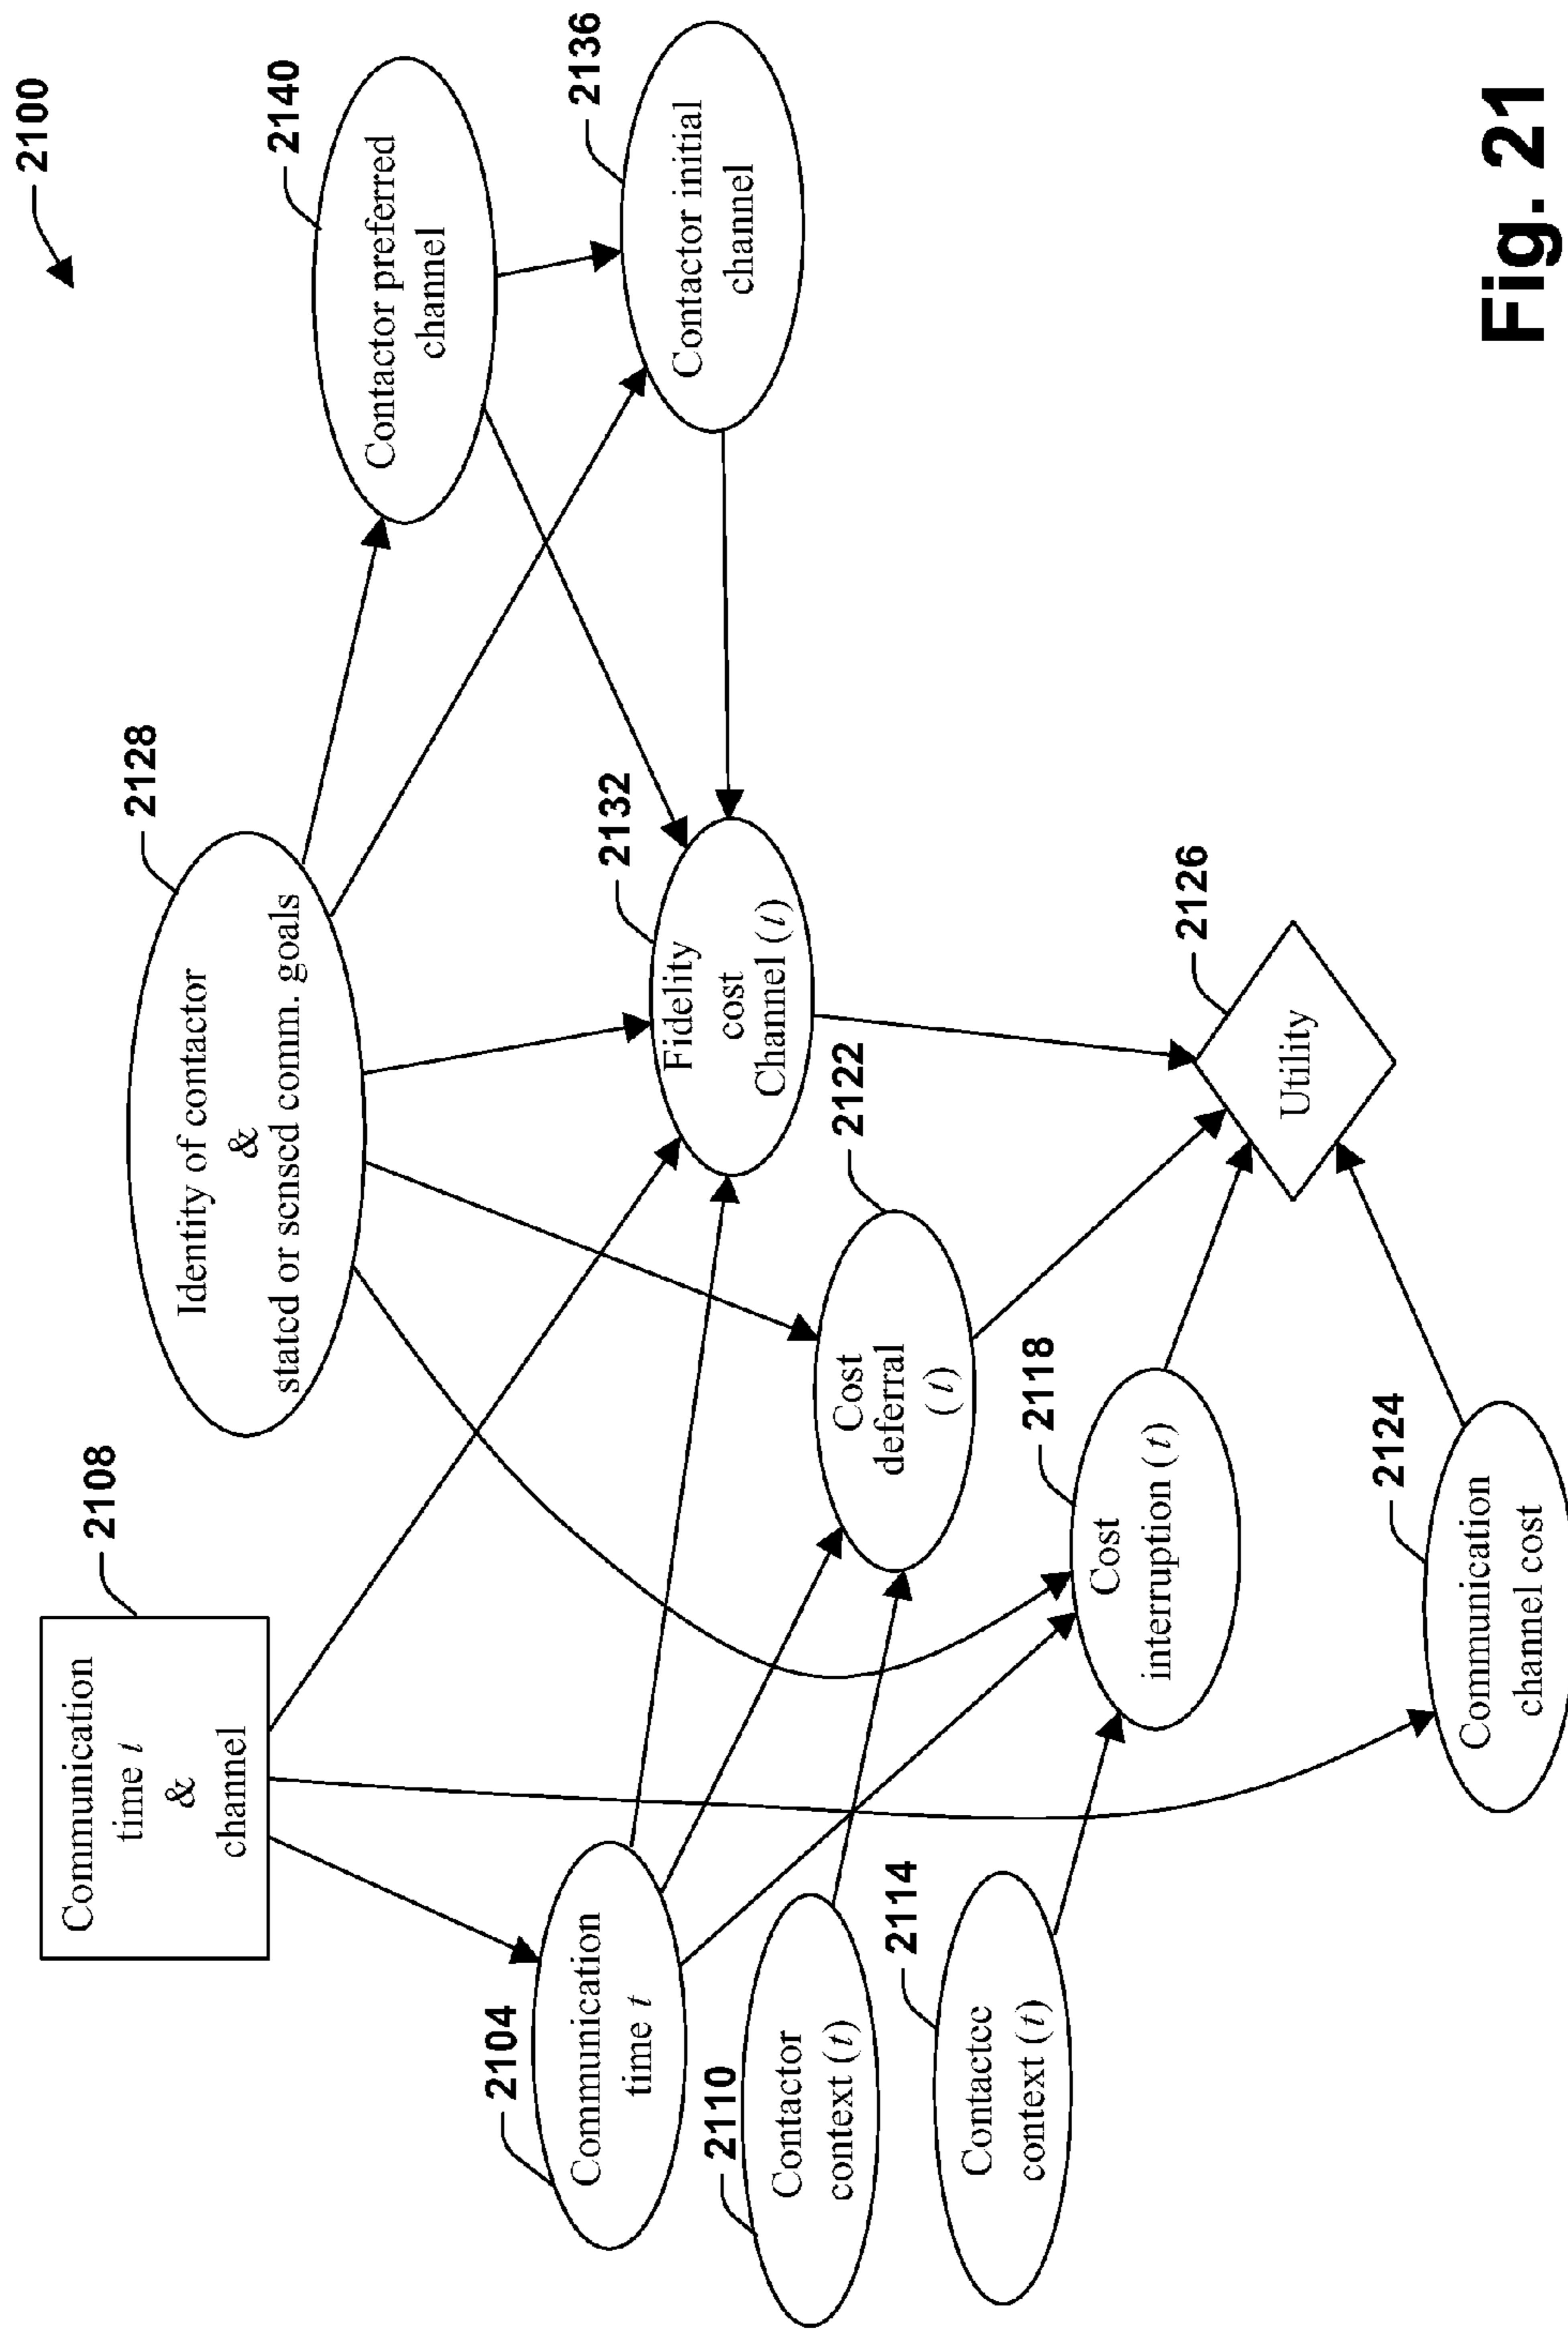 2100
2108
Communication
time t
&
channel
2128
Identity of contactor
&
stated or sensed comm. goals
2140
Contactor preferred
channel
2104
Communication
time t
2132
Fidelity
cost
Channel (t)
2136
Contactor initial
channel
2110
Contactor
context (t)
2122
Cost
deferral
(t)
2114
Contactee
context (t)
2118
Cost
interruption (t)
2126
Utility
2124
Communication
channel cost
Fig. 21